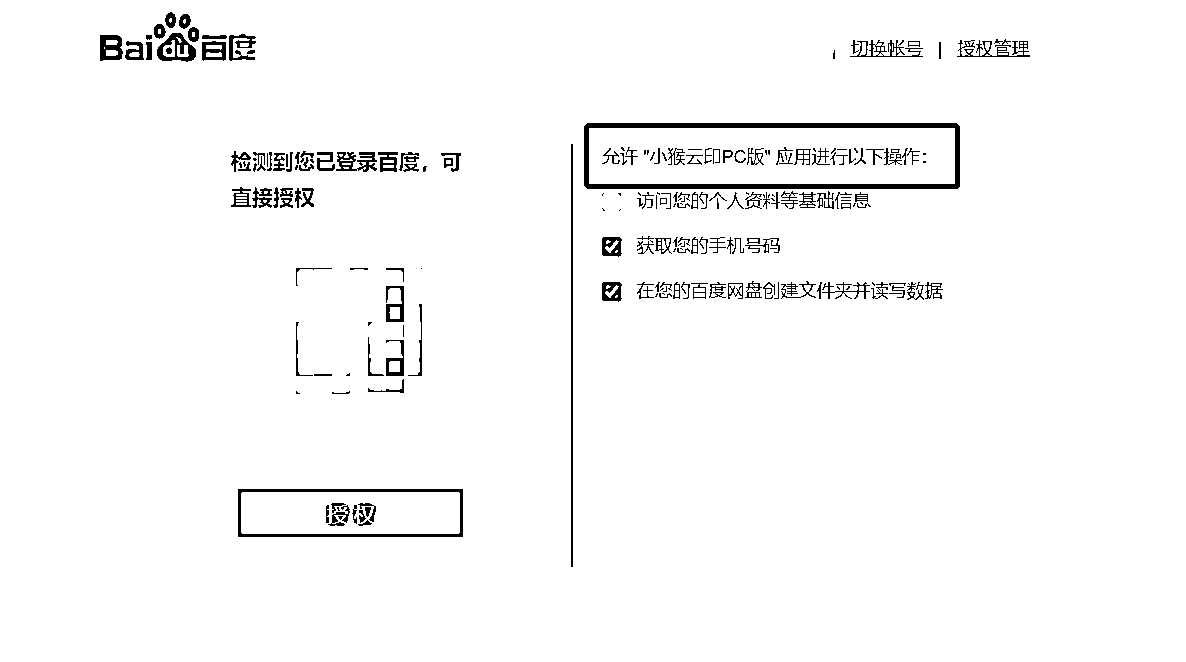 Bai du 百度
切换帐号 | 授权管理
检测到您已登录百度，可
直接授权
授权
允许 "小猴云印PC版" 应用进行以下操作：
访问您的个人资料等基础信息
获取您的手机号码
在您的百度网盘创建文件夹并读写数据